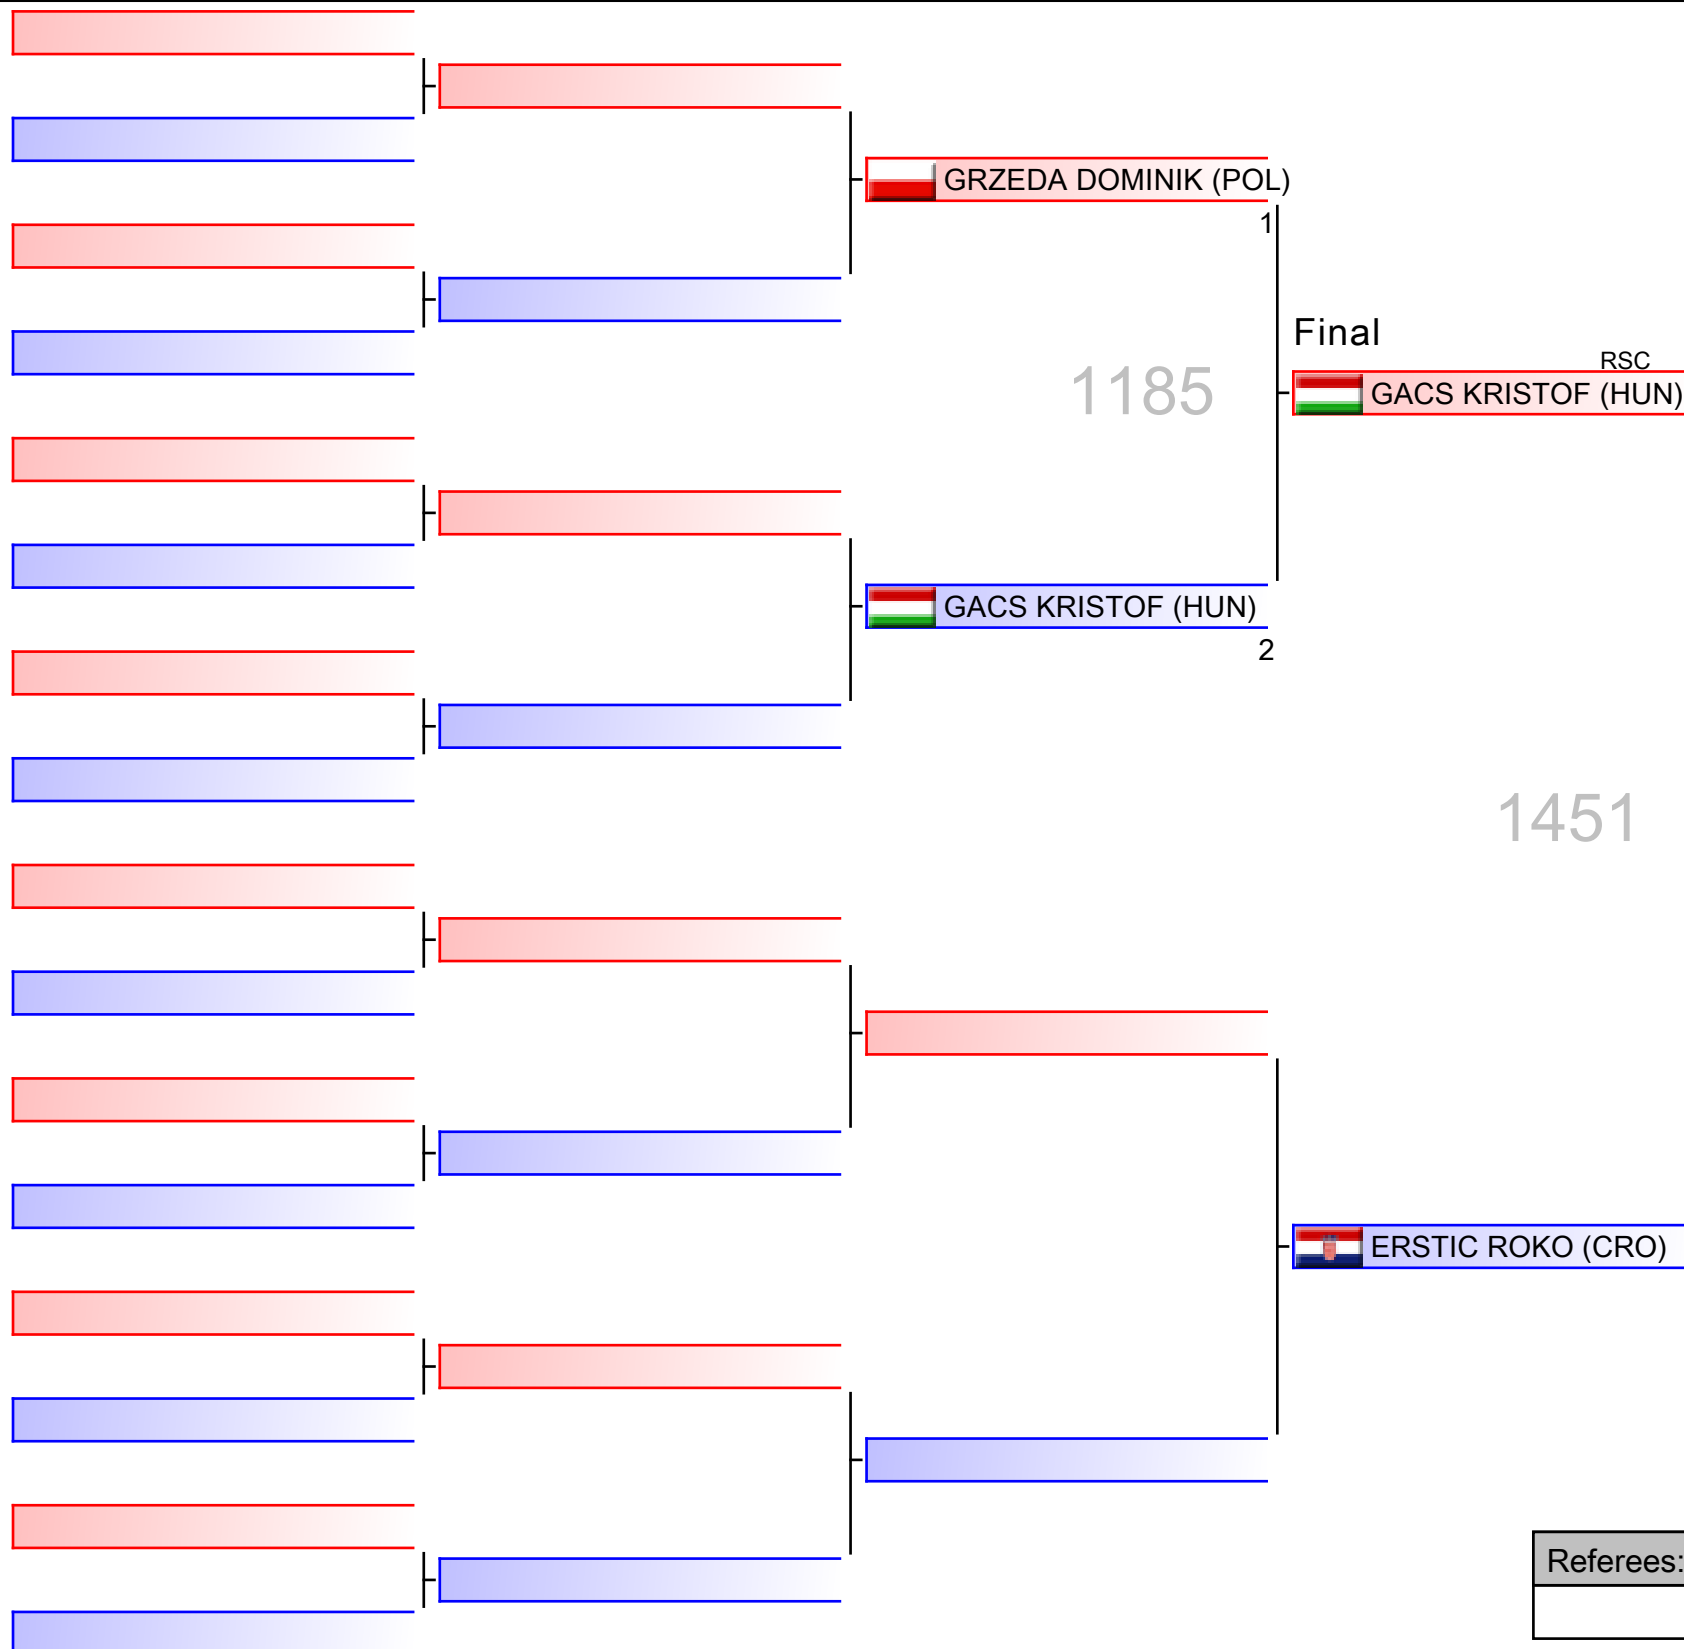 GRZEDA DOMINIK (POL)
1
Final
RSC
1185
GACS KRISTOF (HUN)
GACS KRISTOF (HUN)
2
1451
ERSTIC ROKO (CRO)
Referees: